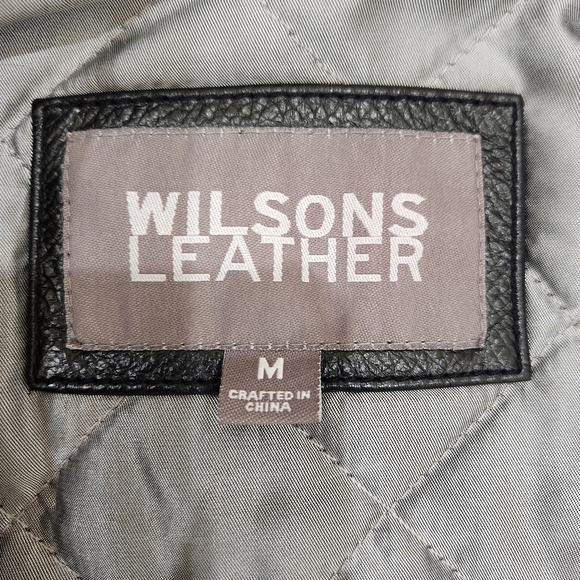 WILSONS
LEATHER
M
CRAFTED IN
CHINA